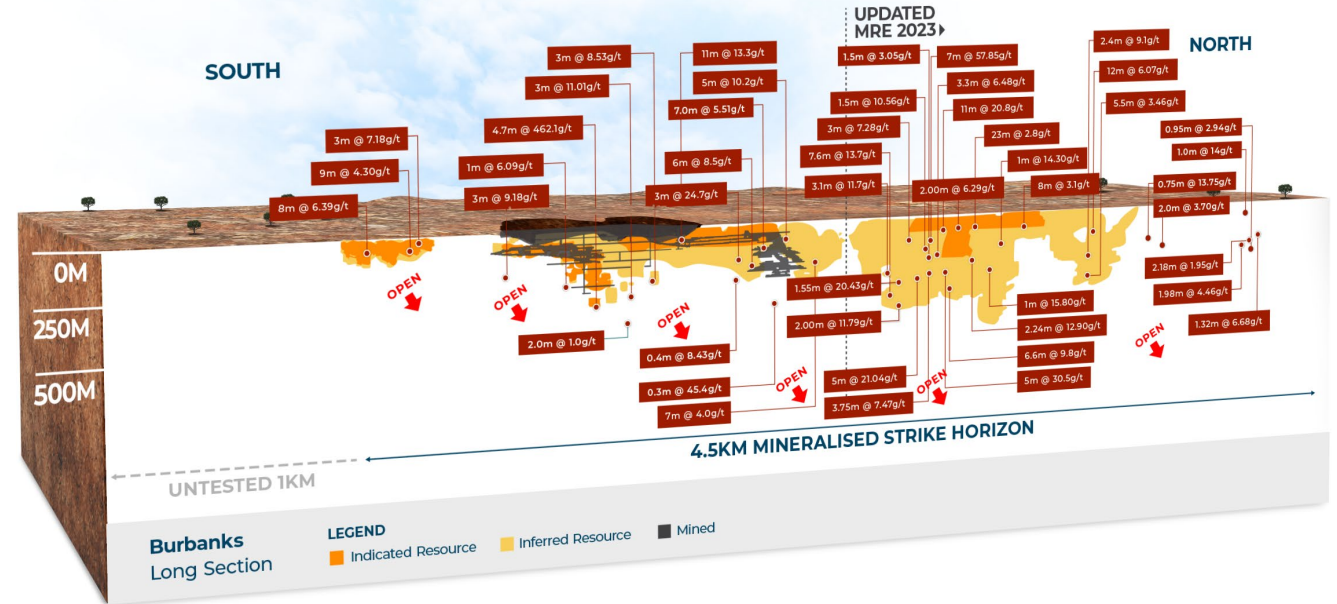 UPDATED
MRE 2023
SOUTH
NORTH
3m @ 8.53g/t
11m @ 13.3g/t
1.5m @ 3.05g/t
7m @ 57.85g/t
2.4m @ 9.1g/t
3m @ 11.01g/t
5m @ 10.2g/t
3.3m @ 6.48g/t
12m @ 6.07g/t
7.0m @ 5.51g/t
1.5m @ 10.56g/t
11m @ 20.8g/t
5.5m @ 3.46g/t
3m @ 7.18g/t
4.7m @ 462.1g/t
3m @ 7.28g/t
23m @ 2.8g/t
0.95m @ 2.94g/t
9m @ 4.30g/t
1m @ 6.09g/t
6m @ 8.5g/t
7.6m @ 13.7g/t
1m @ 14.30g/t
1.0m @ 14g/t
8m @ 6.39g/t
3m @ 9.18g/t
3m @ 24.7g/t
3.1m @ 11.7g/t
2.00m @ 6.29g/t
8m @ 3.1g/t
0.75m @ 13.75g/t
2.0m @ 3.70g/t
0M
250M
500M
OPEN
OPEN
OPEN
OPEN
OPEN
OPEN
1.55m @ 20.43g/t
2.18m @ 1.95g/t
1.98m @ 4.46g/t
2.00m @ 11.79g/t
1m @ 15.80g/t
1.32m @ 6.68g/t
2.0m @ 1.0g/t
2.24m @ 12.90g/t
0.4m @ 8.43g/t
6.6m @ 9.8g/t
0.3m @ 45.4g/t
5m @ 21.04g/t
5m @ 30.5g/t
7m @ 4.0g/t
3.75m @ 7.47g/t
4.5KM MINERALISED STRIKE HORIZON
UNTESTED 1KM
Burbanks
Long Section
LEGEND
Indicated Resource
Inferred Resource
Mined